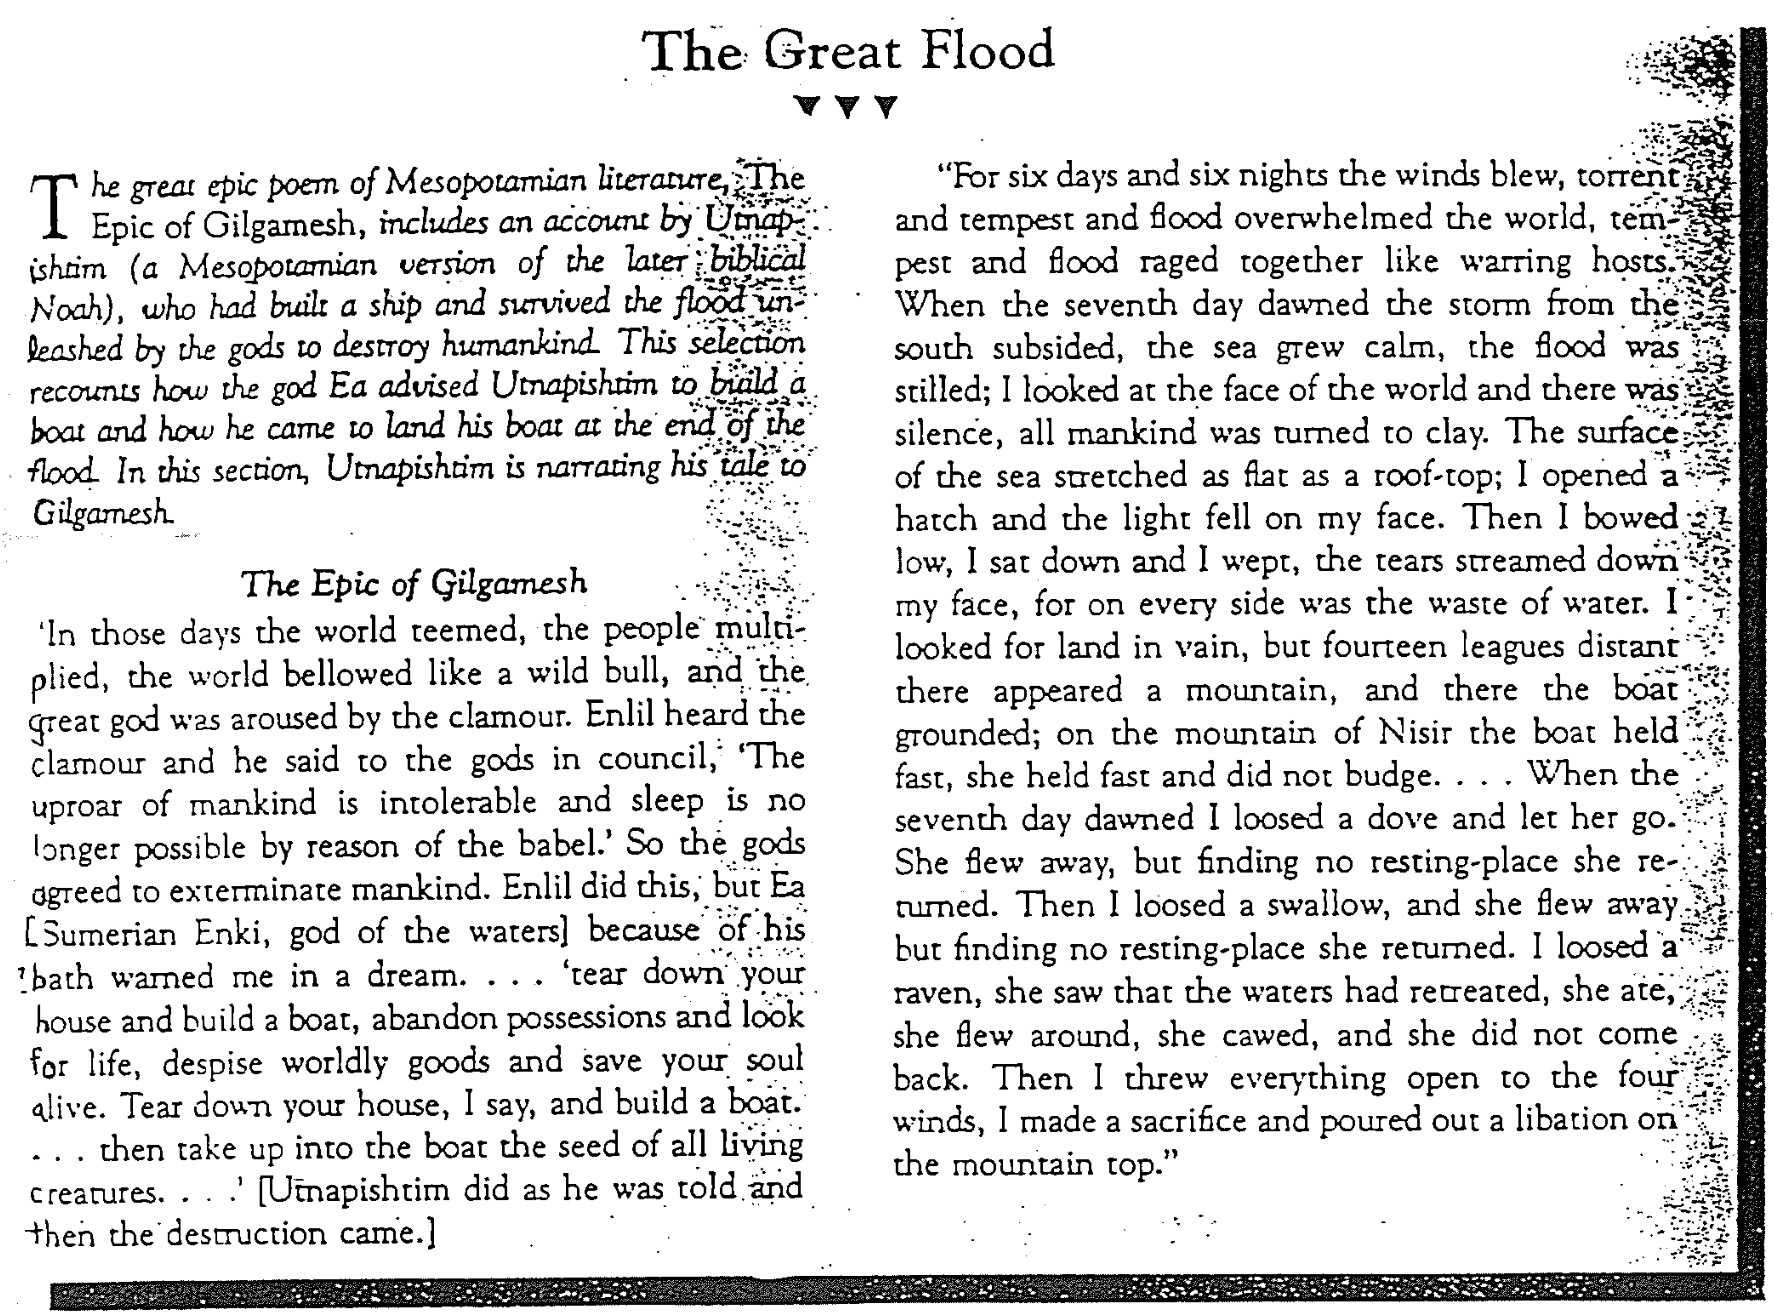 The Great Flood
The great epic poem of Mesopotamian literature, The
Epic of Gilgamesh, includes an account by Utnap-
ishtim (a Mesopotamian version of the later biblical
Noah), who had built a ship and survived the flood un-
leashed by the gods to destroy humankind. This selection
recounts how the god Ea advised Utnapishtim to build a
boat and how he came to land his boat at the end of the
flood. In this section, Utnapishtim is narrating his tale to
Gilgamesh.
The Epic of Gilgamesh
'In those days the world teemed, the people multi-
plied, the world bellowed like a wild bull, and the
great god was aroused by the clamour. Enlil heard the
clamour and he said to the gods in council, 'The
uproar of mankind is intolerable and sleep is no
longer possible by reason of the babel.' So the gods
agreed to exterminate mankind. Enlil did this, but Ea
[Sumerian Enki, god of the waters] because of his
oath warned me in a dream. . . . 'tear down your
house and build a boat, abandon possessions and look
for life, despise worldly goods and save your soul
alive. Tear down your house, I say, and build a boat.
. . . then take up into the boat the seed of all living
creatures. . . .' [Utnapishtim did as he was told and
then the destruction came.]
"For six days and six nights the winds blew, torrent
and tempest and flood overwhelmed the world, tem-
pest and flood raged together like warring hosts.
When the seventh day dawned the storm from the
south subsided, the sea grew calm, the flood was
stilled; I looked at the face of the world and there was
silence, all mankind was turned to clay. The surface
of the sea stretched as flat as a roof-top; I opened a
hatch and the light fell on my face. Then I bowed
low, I sat down and I wept, the tears streamed down
my face, for on every side was the waste of water. I
looked for land in vain, but fourteen leagues distant
there appeared a mountain, and there the boat
grounded; on the mountain of Nisir the boat held
fast, she held fast and did not budge. . . . When the
seventh day dawned I loosed a dove and let her go.
She flew away, but finding no resting-place she re-
turned. Then I loosed a swallow, and she flew away
but finding no resting-place she returned. I loosed a
raven, she saw that the waters had retreated, she ate,
she flew around, she cawed, and she did not come
back. Then I threw everything open to the four
winds, I made a sacrifice and poured out a libation on
the mountain top."